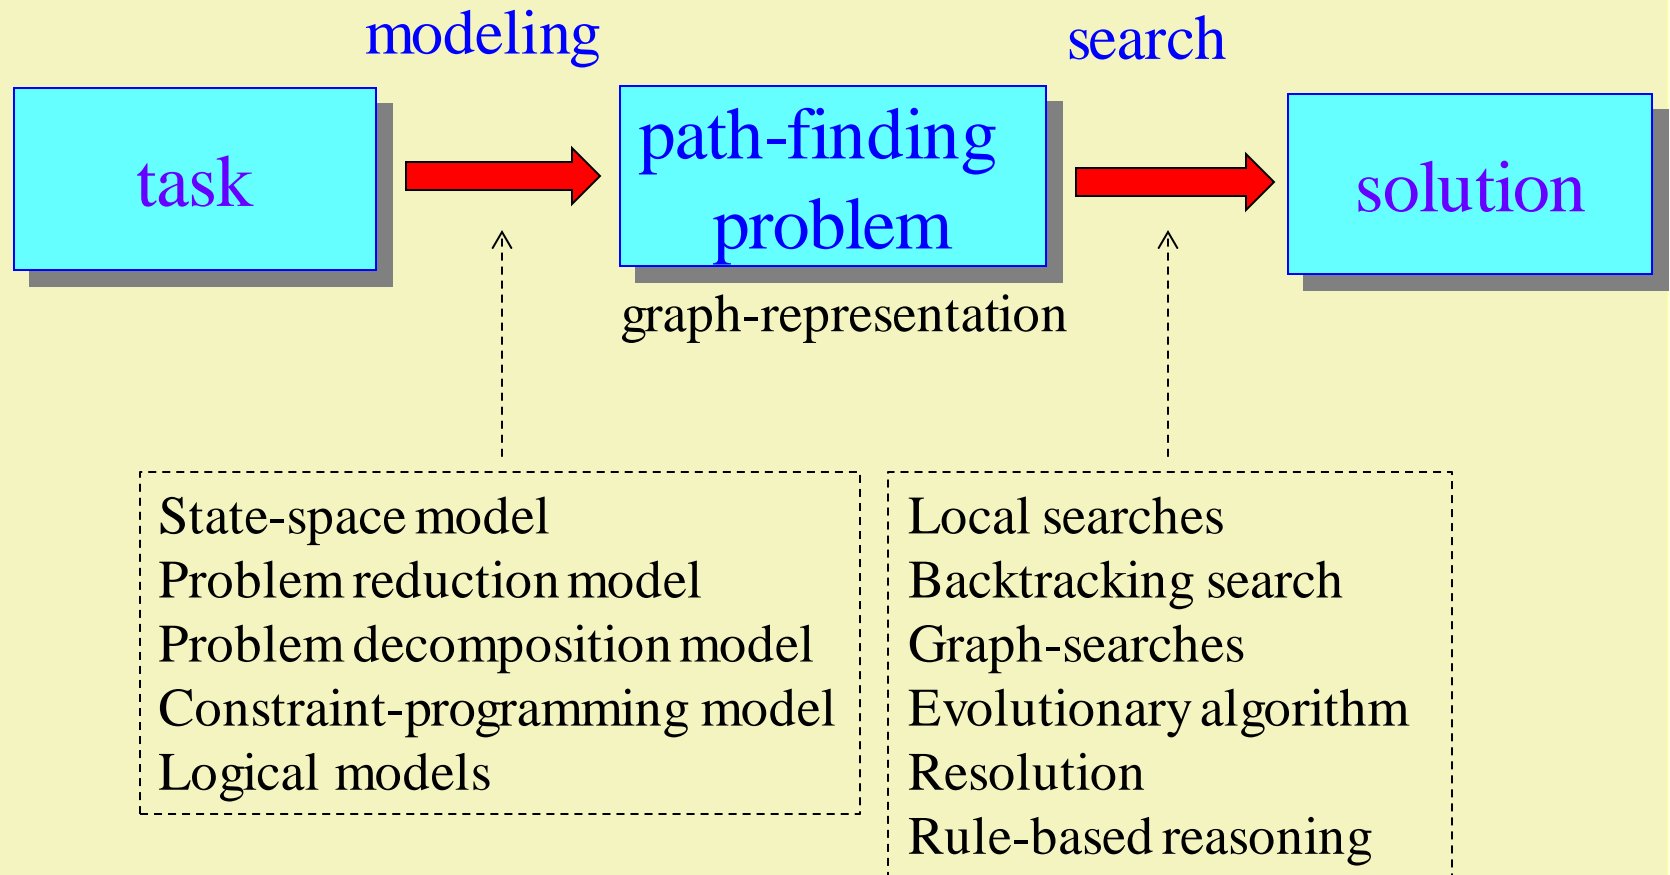 modeling
search
task
path-finding
problem
solution
graph-representation
State-space model
Problem reduction model
Problem decomposition model
Constraint-programming model
Logical models
Local searches
Backtracking search
Graph-searches
Evolutionary algorithm
Resolution
Rule-based reasoning